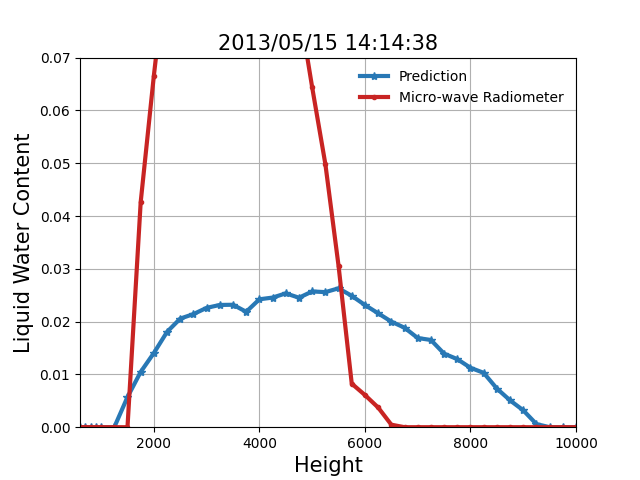 2013/05/15 14:14:38
Prediction
Micro-wave Radiometer
Liquid Water Content
0.07
0.06
0.05
0.04
0.03
0.02
0.01
0.00
2000 4000 6000 8000 10000
Height